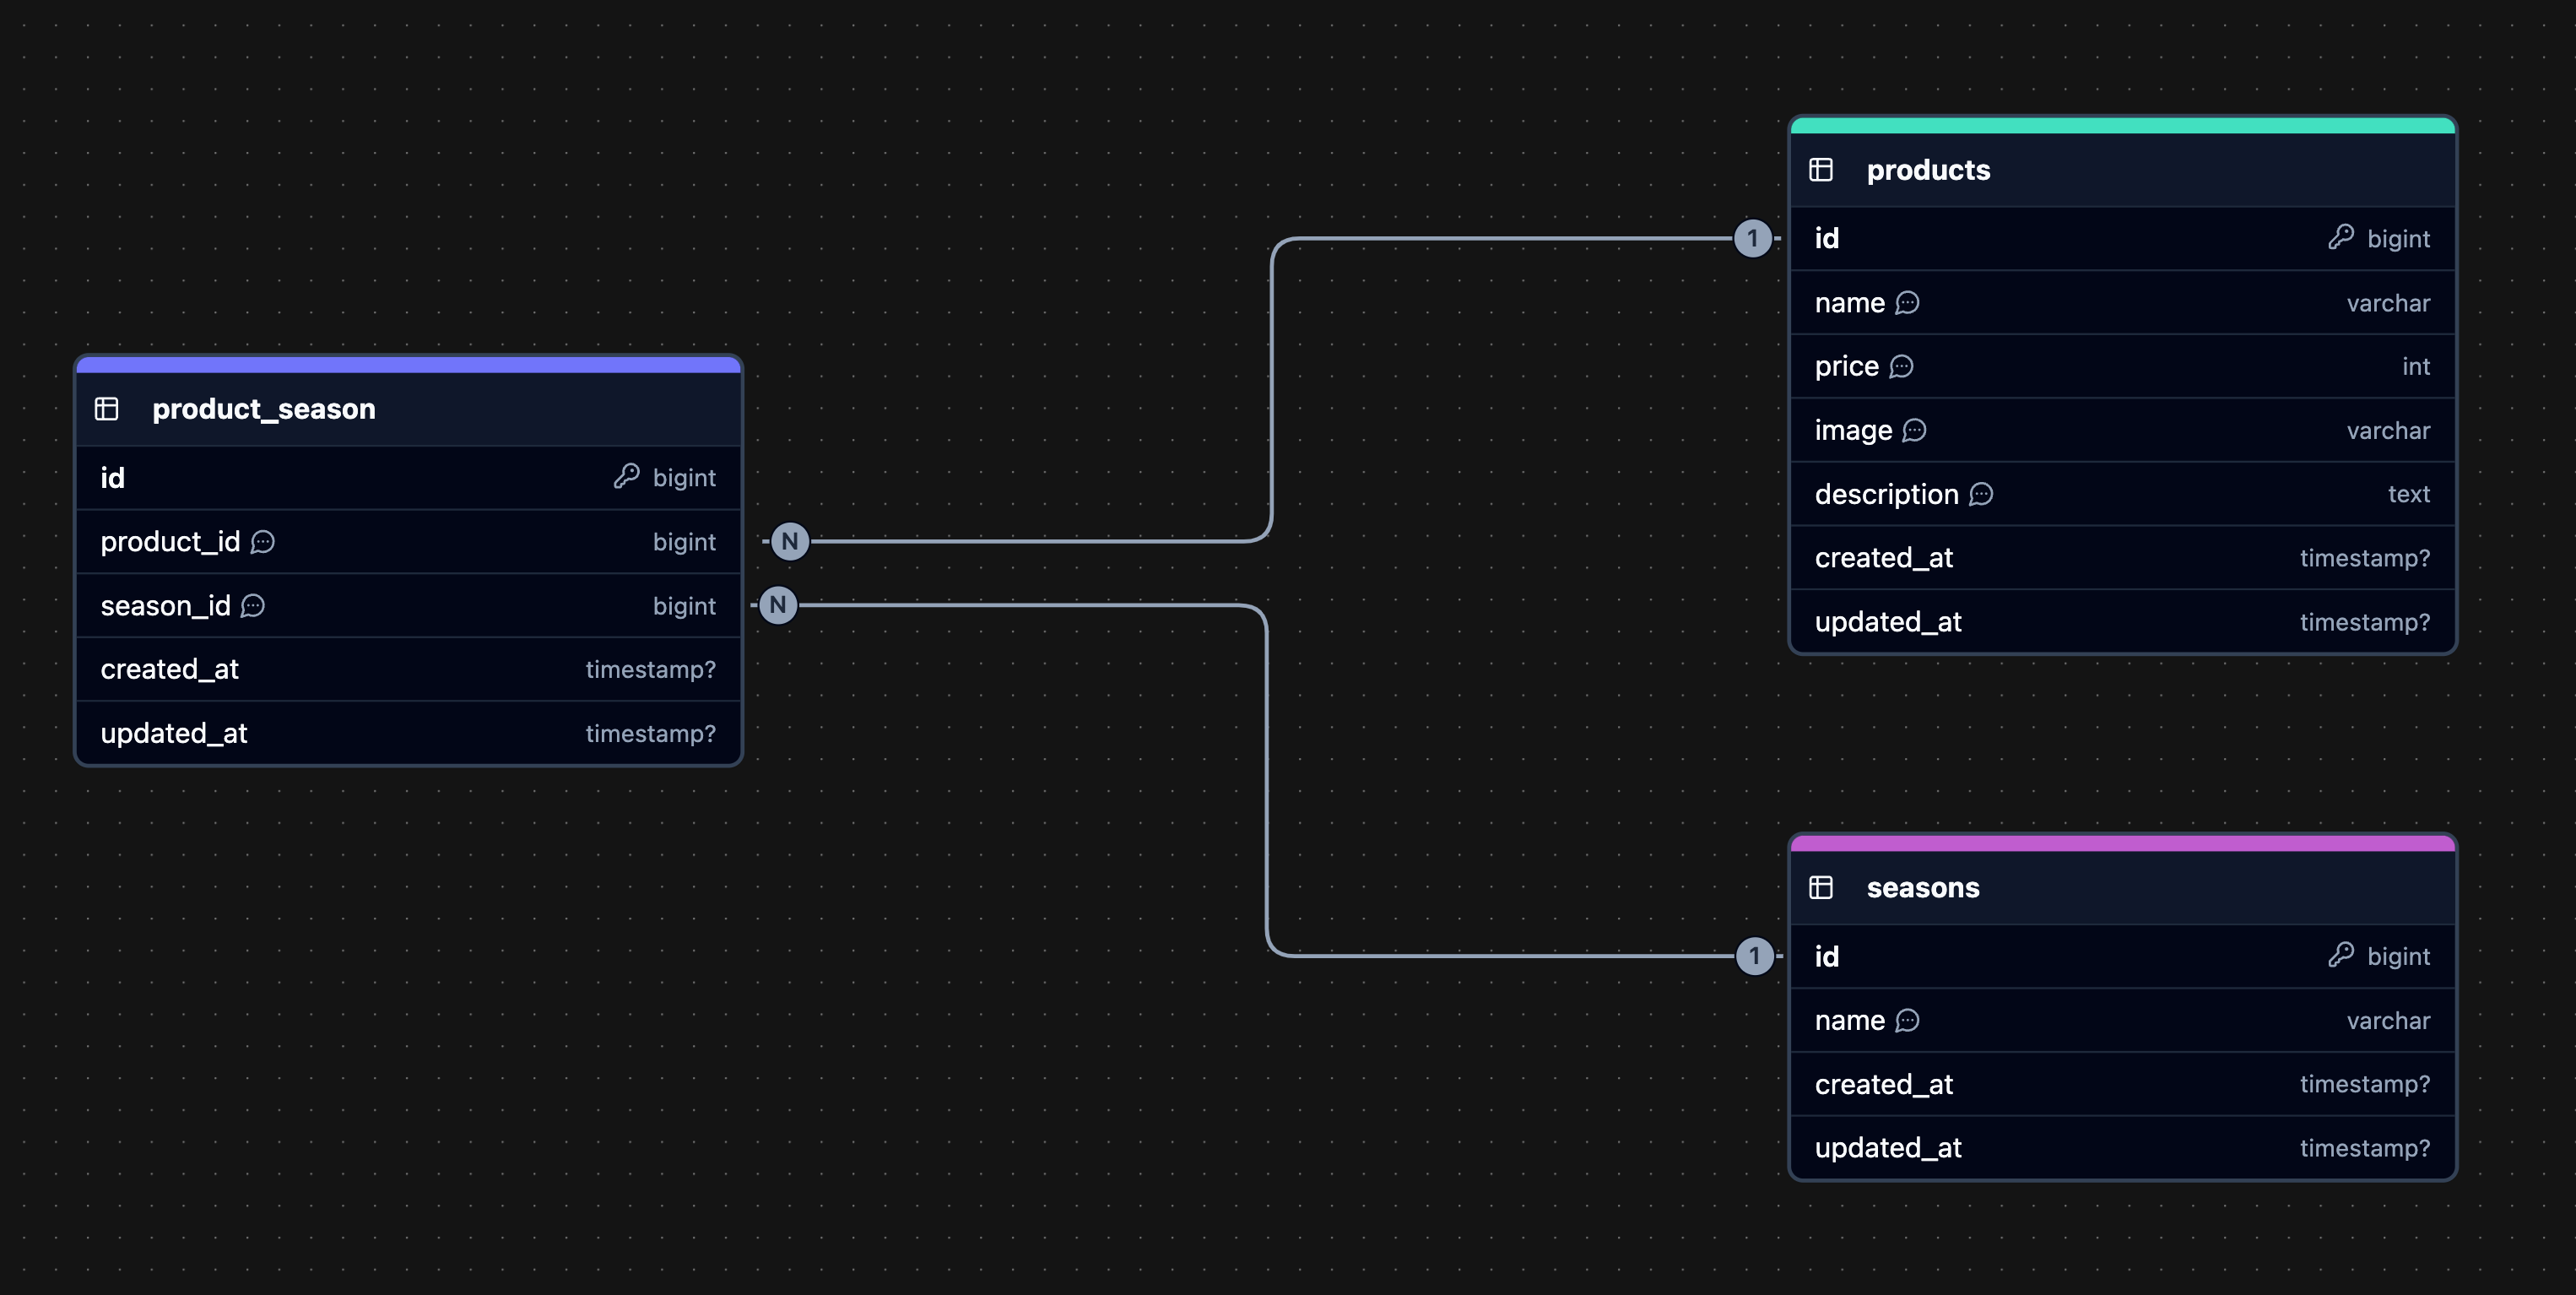 product_season
id bigint
product_id bigint
season_id bigint
created_at timestamp?
updated_at timestamp?
N
N
1
1
products
id bigint
name varchar
price int
image varchar
description text
created_at timestamp?
updated_at timestamp?
seasons
id bigint
name varchar
created_at timestamp?
updated_at timestamp?